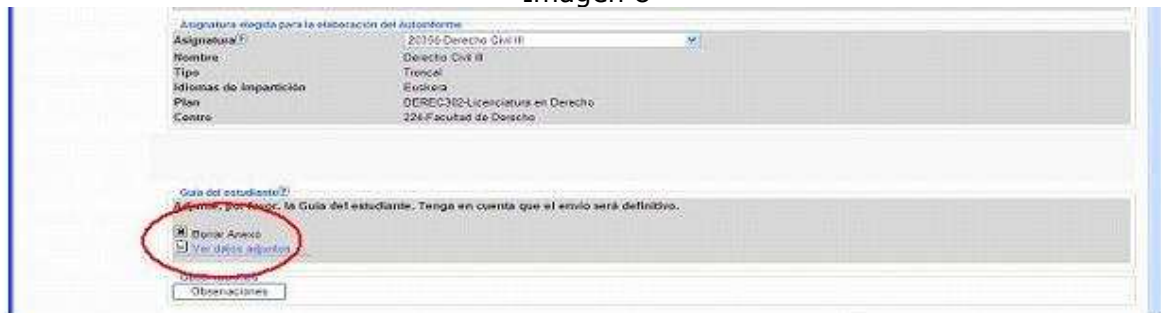 Asignatura elegida para la elaboración del Autoinforme
Asignatura[?] 20356-Derecho Civil III
Nombre Derecho Civil III
Tipo Troncal
Idiomas de impartición Euskera
Plan DEREC302-Licenciatura en Derecho
Centro 224-Facultad de Derecho
Guía del estudiante[?]
Adjunte, por favor, la Guía del estudiante. Tenga en cuenta que el envío será definitivo.
Borrar Anexo
Ver datos adjuntos
Observaciones
Observaciones